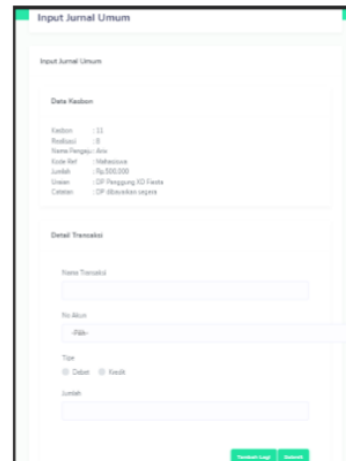 Input Jurnal Umum
Input Jurnal Umum
Data Kasbon
Kasbon : 11
Realisasi : 0
Nama Pengaju :
Kode Ref : Mahasiswa
Jumlah : Rp.500,000
Uraian : DP Panggung XD Fiesta
Catatan : DP dibayarkan segera
Detail Transaksi
Nama Transaksi
No Akun
-Pilih-
Tipe
Debet Kredit
Jumlah
Tambah Lagi Submit